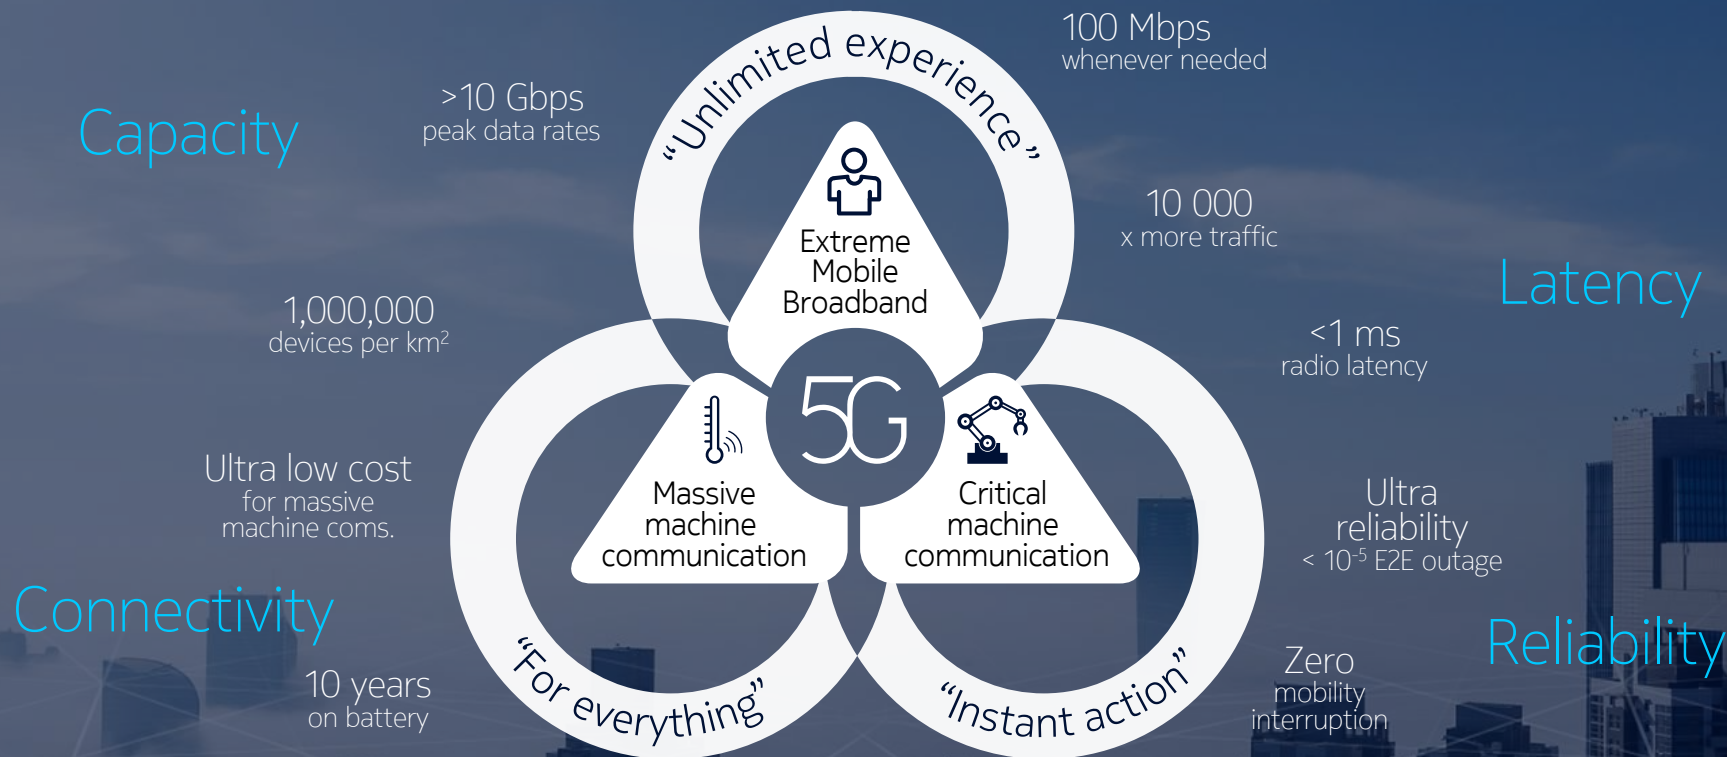 100 Mbps
whenever needed
“Unlimited experience”
>10 Gbps
peak data rates
Capacity
10 000
x more traffic
Extreme
Mobile
Broadband
Latency
1,000,000
devices per km²
<1 ms
radio latency
5G
Ultra low cost
for massive
machine coms.
Massive
machine
communication
Critical
machine
communication
Ultra
reliability
< 10⁻⁵ E2E outage
Connectivity
Reliability
10 years
on battery
“For everything”
“Instant action”
Zero
mobility
interruption